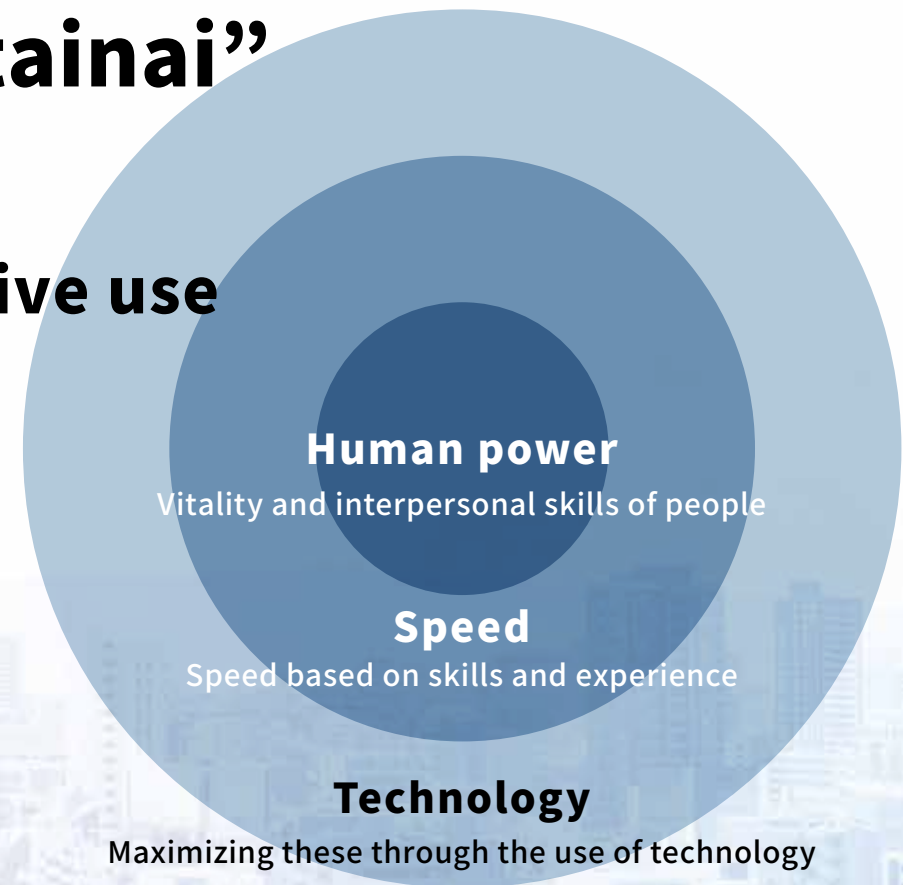 tainai”
ive use
Human power
Vitality and interpersonal skills of people
Speed
Speed based on skills and experience
Technology
Maximizing these through the use of technology